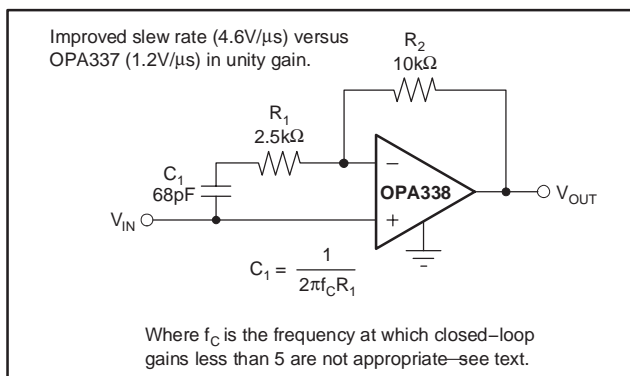 Improved slew rate (4.6V/μs) versus
OPA337 (1.2V/μs) in unity gain.
R2
10kΩ
R1
2.5kΩ
C1
68pF
−
OPA338
+
VIN
VOUT
C1 = 1
2πfCR1
Where fC is the frequency at which closed−loop
gains less than 5 are not appropriate—see text.